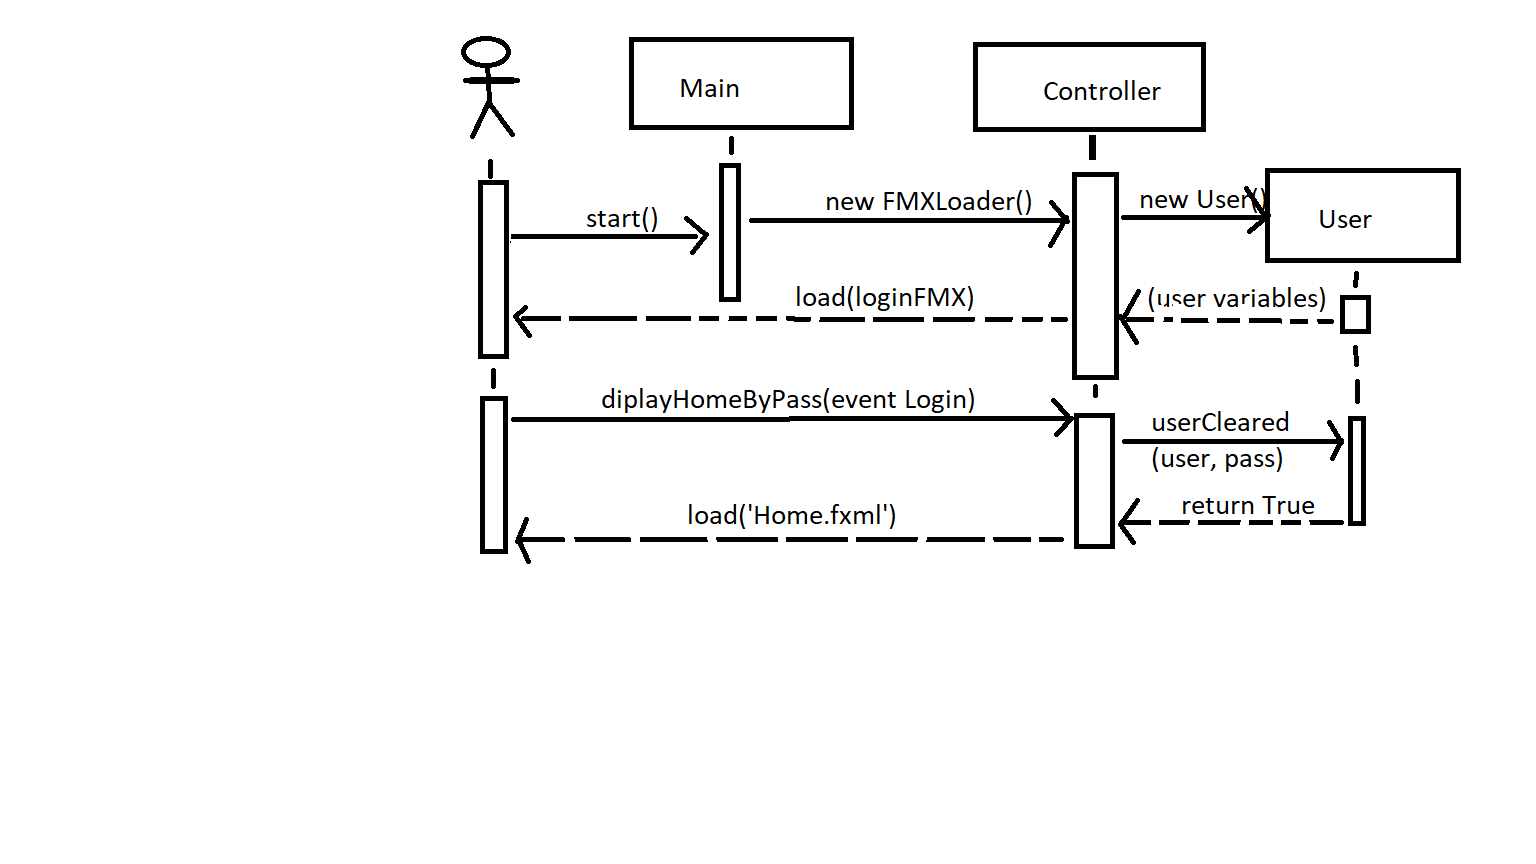 Main
Controller
User
new FMXLoader()
new User()
start()
load(loginFMX)
(user variables)
diplayHomeByPass(event Login)
userCleared
(user, pass)
return True
load('Home.fxml')